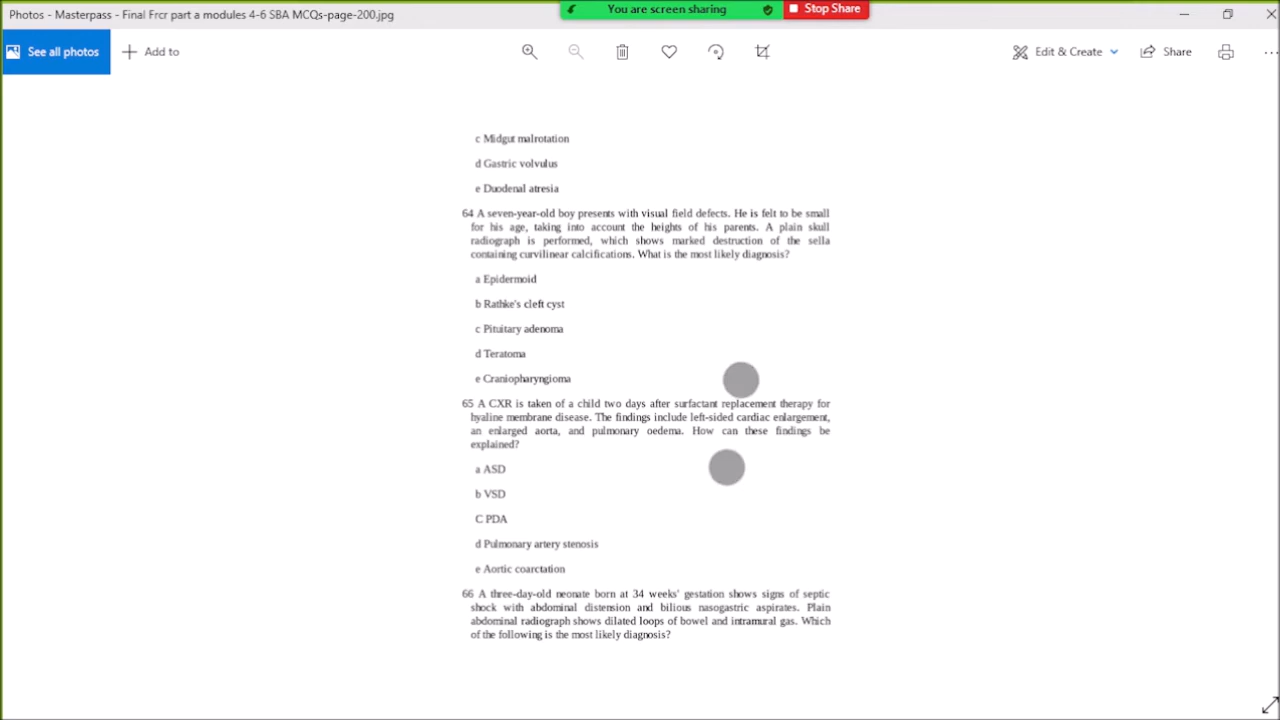 Photos - Masterpass - Final Frcr part a modules 4-6 SBA MCQs-page-200.jpg
You are screen sharing
Stop Share
See all photos
Add to
Edit & Create
Share
c Midgut malrotation
d Gastric volvulus
e Duodenal atresia
64 A seven-year-old boy presents with visual field defects. He is felt to be small
for his age, taking into account the heights of his parents. A plain skull
radiograph is performed, which shows marked destruction of the sella
containing curvilinear calcifications. What is the most likely diagnosis?
a Epidermoid
b Rathke's cleft cyst
c Pituitary adenoma
d Teratoma
e Craniopharyngioma
65 A CXR is taken of a child two days after surfactant replacement therapy for
hyaline membrane disease. The findings include left-sided cardiac enlargement,
an enlarged aorta, and pulmonary oedema. How can these findings be
explained?
a ASD
b VSD
C PDA
d Pulmonary artery stenosis
e Aortic coarctation
66 A three-day-old neonate born at 34 weeks' gestation shows signs of septic
shock with abdominal distension and bilious nasogastric aspirates. Plain
abdominal radiograph shows dilated loops of bowel and intramural gas. Which
of the following is the most likely diagnosis?